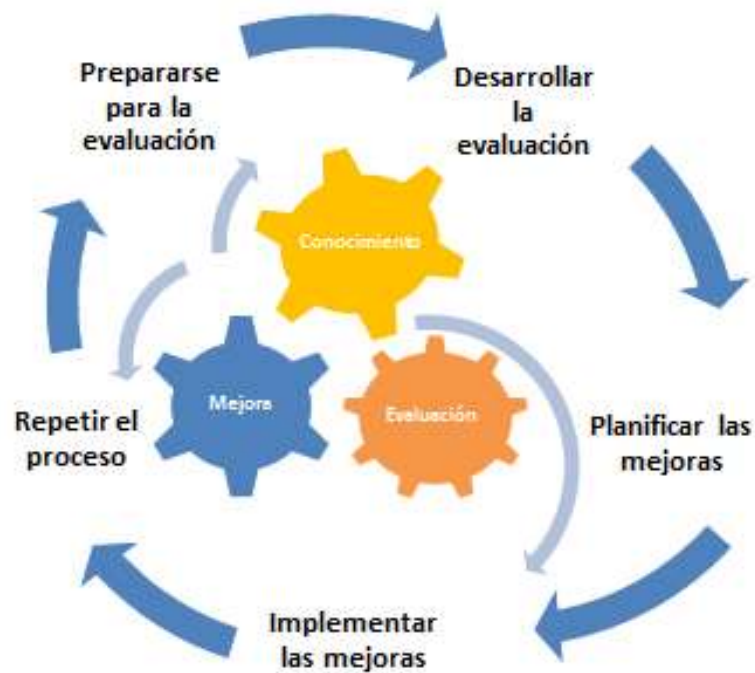 Prepararse
para la
evaluación
Desarrollar
la
evaluación
Planificar las
mejoras
Implementar
las mejoras
Repetir el
proceso
Conocimiento
Mejora
Evaluación